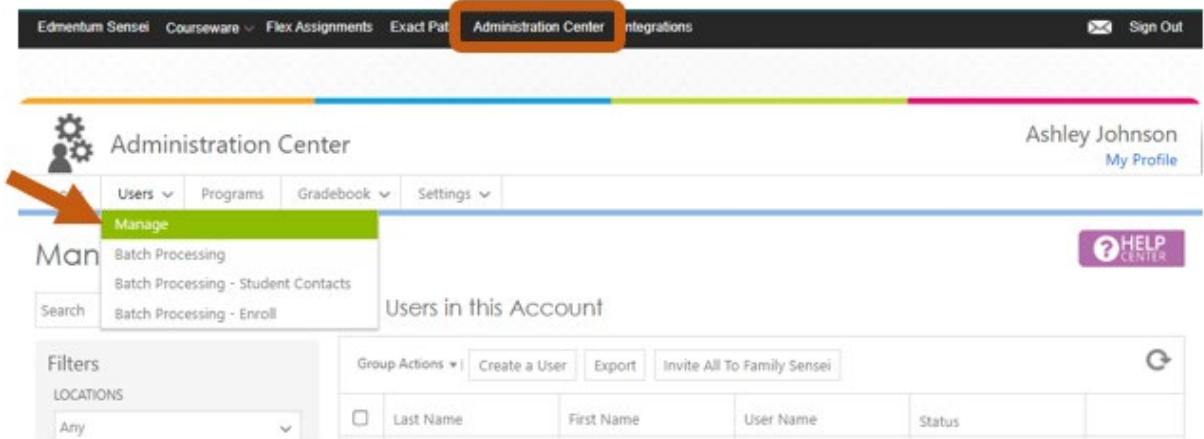 Edmentum Sensei Courseware Flex Assignments Exact Pat Administration Center ntegrations Sign Out
Administration Center
Ashley Johnson
My Profile
Users Programs Gradebook Settings
Manage
Man
Batch Processing
HELP CENTER
Batch Processing - Student Contacts
Search
Batch Processing - Enroll
Users in this Account
Filters
Group Actions Create a User Export Invite All To Family Sensei
LOCATIONS
Any
Last Name First Name User Name Status